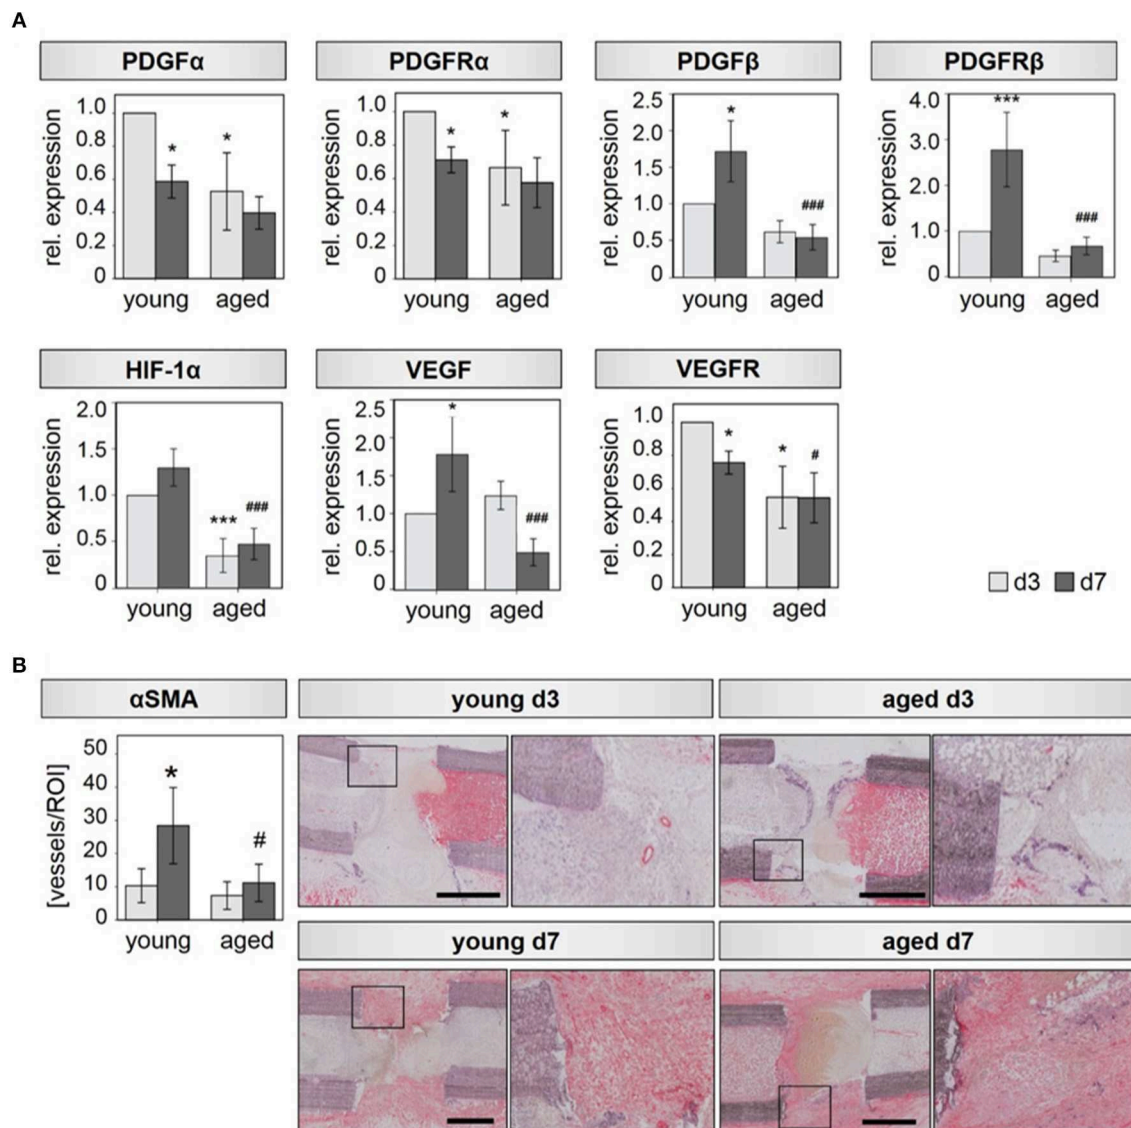 A
PDGFα PDGFRα PDGFβ PDGFRβ
rel. expression
1.0
0.8
0.6
0.4
0.2
0
* *
young aged
rel. expression
1.0
0.8
0.6
0.4
0.2
0
* *
young aged
rel. expression
2.5
2.0
1.5
1.0
0.5
0
* ###
young aged
rel. expression
4.0
3.0
2.0
1.0
0
*** ###
young aged
HIF-1α VEGF VEGFR
rel. expression
2.0
1.5
1.0
0.5
0
*** ###
young aged
rel. expression
2.5
2.0
1.5
1.0
0.5
0
* ###
young aged
rel. expression
1.0
0.8
0.6
0.4
0.2
0
* * #
young aged
d3 d7
B
αSMA young d3 aged d3
[vessels/ROI]
50
40
30
20
10
0
* #
young aged
young d7 aged d7